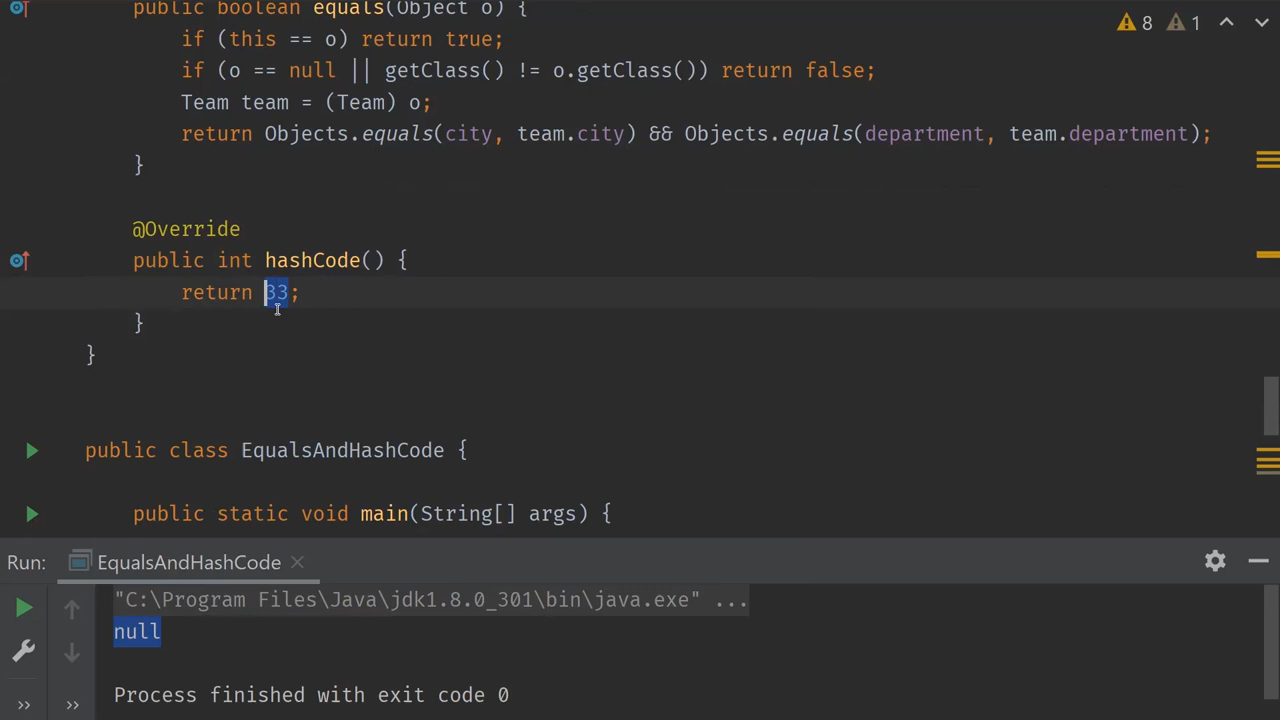 public boolean equals(Object o) {
8 1
if (this == o) return true;
if (o == null || getClass() != o.getClass()) return false;
Team team = (Team) o;
return Objects.equals(city, team.city) && Objects.equals(department, team.department);
}
@Override
public int hashCode() {
return 33;
}
}
public class EqualsAndHashCode {
public static void main(String[] args) {
Run: EqualsAndHashCode
"C:\Program Files\Java\jdk1.8.0_301\bin\java.exe" ...
null
Process finished with exit code 0